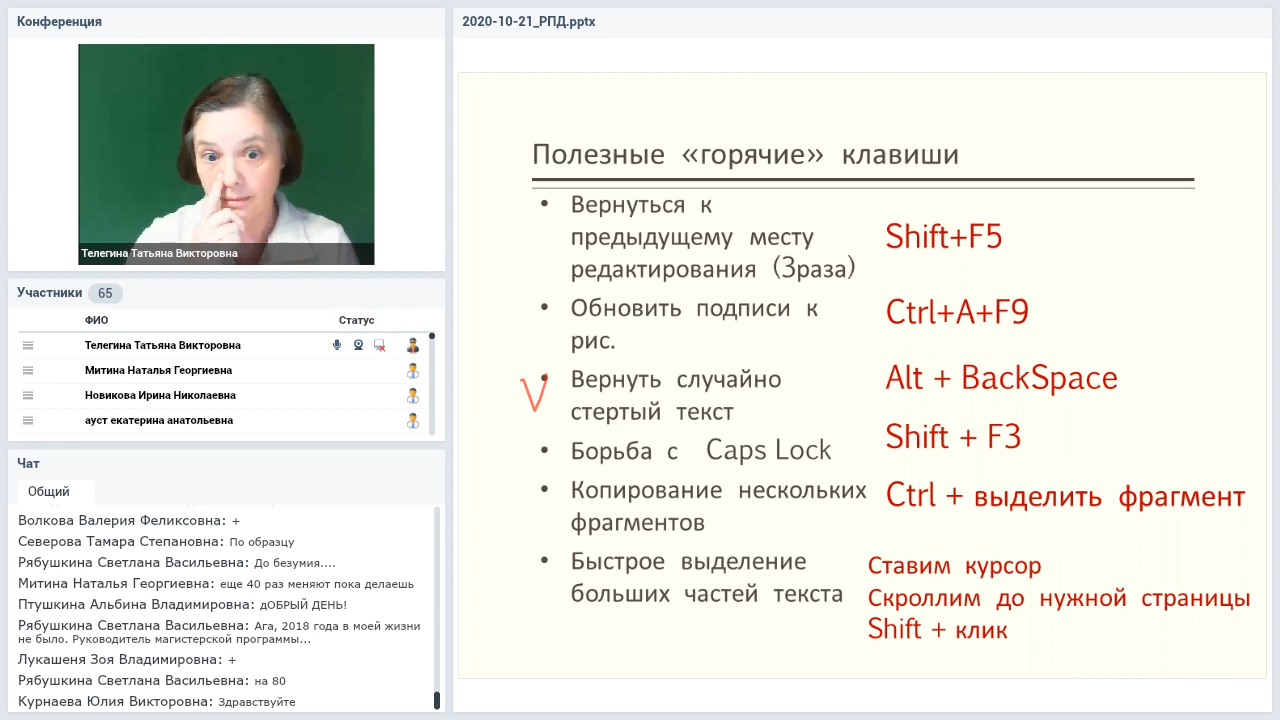 Конференция
Телегина Татьяна Викторовна
Участники 65
ФИО Статус
Телегина Татьяна Викторовна
Митина Наталья Георгиевна
Новикова Ирина Николаевна
ауст екатерина анатольевна
Чат
Общий
Волкова Валерия Феликсовна: +
Северова Тамара Степановна: По образцу
Рябушкина Светлана Васильевна: До безумия....
Митина Наталья Георгиевна: еще 40 раз меняют пока делаешь
Птушкина Альбина Владимировна: дОБРЫЙ ДЕНЬ!
Рябушкина Светлана Васильевна: Ага, 2018 года в моей жизни
не было. Руководитель магистерской программы...
Лукашеня Зоя Владимировна: +
Рябушкина Светлана Васильевна: на 80
Курнаева Юлия Викторовна: Здравствуйте
2020-10-21_РПД.pptx
Полезные «горячие» клавиши
• Вернуться к
предыдущему месту
редактирования (3раза)
Shift+F5
• Обновить подписи к
рис.
Ctrl+A+F9
• Вернуть случайно
стертый текст
Alt + BackSpace
• Борьба с Caps Lock
Shift + F3
• Копирование нескольких
фрагментов
Ctrl + выделить фрагмент
• Быстрое выделение
больших частей текста
Ставим курсор
Скроллим до нужной страницы
Shift + клик